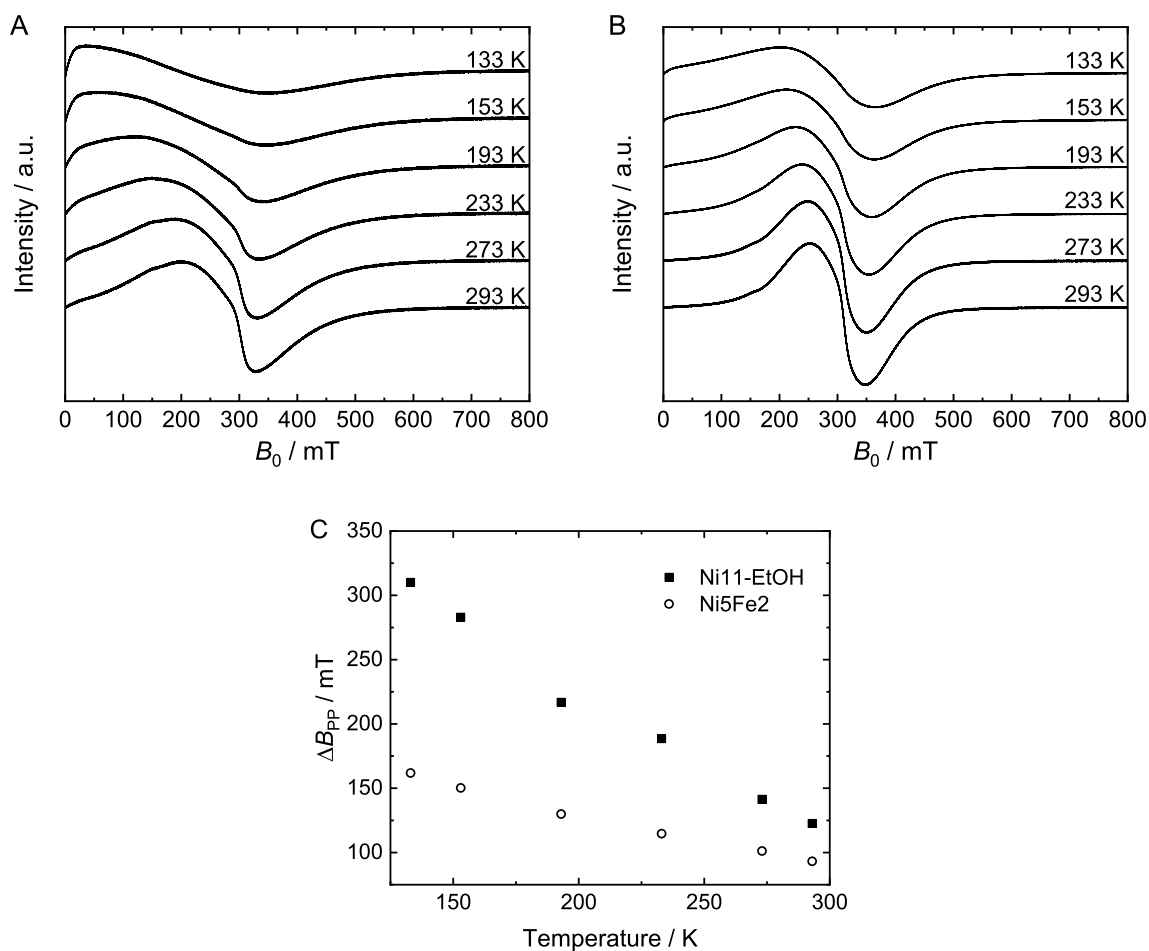 A
133 K
153 K
193 K
233 K
273 K
293 K
Intensity / a.u.
0 100 200 300 400 500 600 700 800
B₀ / mT
B
133 K
153 K
193 K
233 K
273 K
293 K
Intensity / a.u.
0 100 200 300 400 500 600 700 800
B₀ / mT
C
350
300
250
200
150
100
ΔBPP / mT
Ni11-EtOH
Ni5Fe2
150 200 250 300
Temperature / K